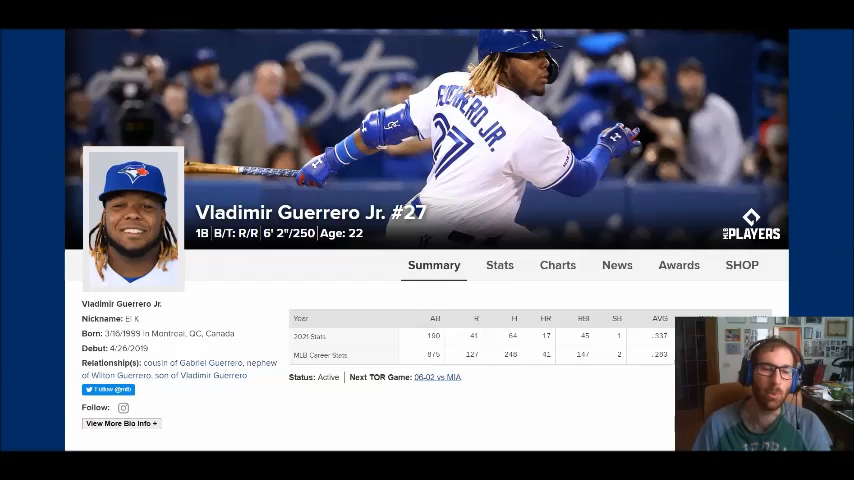 GUERRERO JR.
27
Vladimir Guerrero Jr. #27
1B | B/T: R/R | 6' 2"/250 | Age: 22
MLB PLAYERS
Summary Stats Charts News Awards SHOP
Vladimir Guerrero Jr.
Nickname: El K
Born: 3/16/1999 in Montreal, QC, Canada
Debut: 4/26/2019
Relationship(s): cousin of Gabriel Guerrero, nephew
of Wilton Guerrero, son of Vladimir Guerrero
Follow @mlb
Follow:
View More Bio Info +
Year AB R H HR RBI SB AVG
2021 Stats 190 41 64 17 45 1 .337
MLB Career Stats 875 127 248 41 147 2 .283
Status: Active | Next TOR Game: 06-02 vs MIA